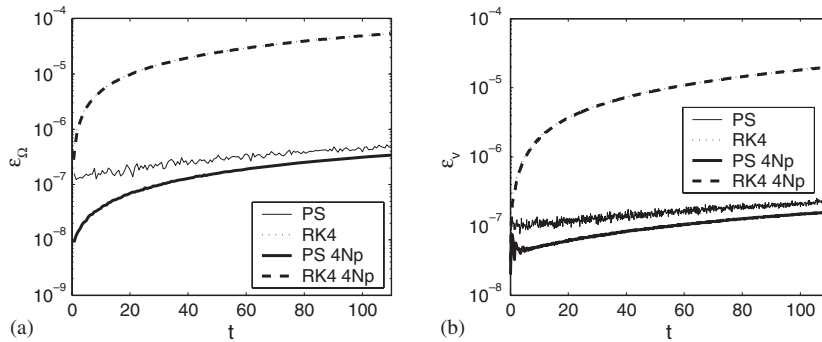 10⁻⁴
10⁻⁵
10⁻⁶
10⁻⁷
10⁻⁸
10⁻⁹
ε_Ω
PS
RK4
PS 4Np
RK4 4Np
0 20 40 60 80 100
(a) t
10⁻⁴
10⁻⁵
10⁻⁶
10⁻⁷
10⁻⁸
ε_v
PS
RK4
PS 4Np
RK4 4Np
0 20 40 60 80 100
(b) t